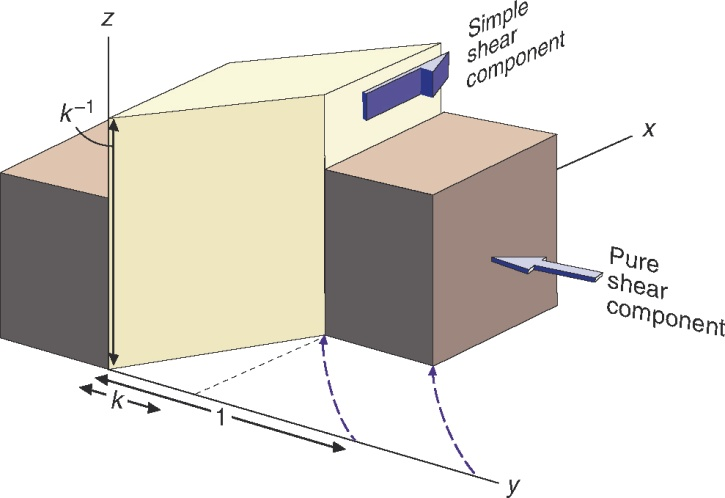 z
Simple
shear
component
k⁻¹
x
Pure
shear
component
k
1
y